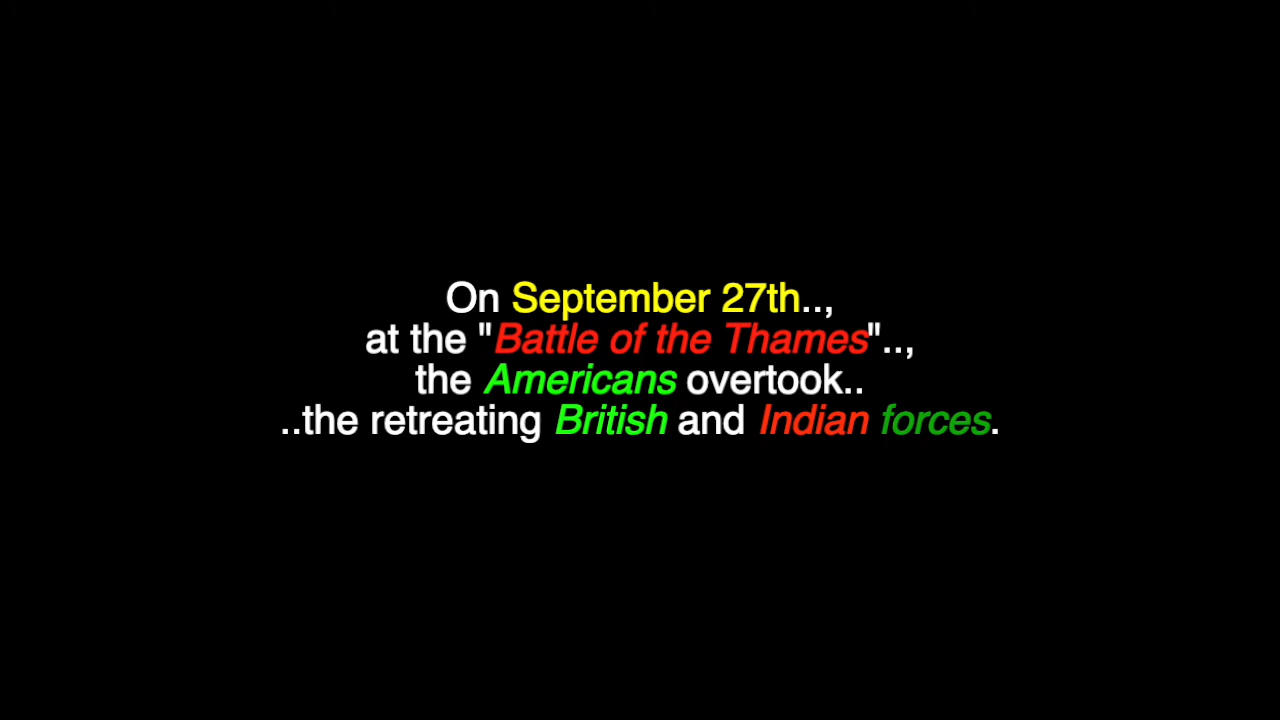 On September 27th..,
at the "Battle of the Thames"..,
the Americans overtook..
..the retreating British and Indian forces.